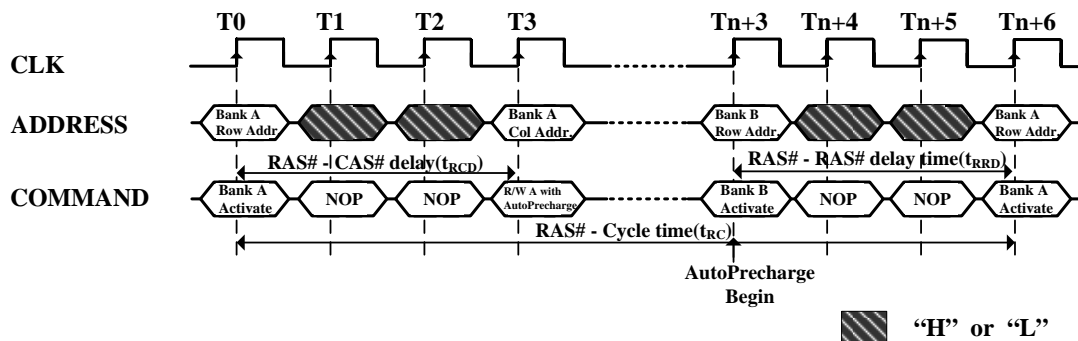 T0 T1 T2 T3 Tn+3 Tn+4 Tn+5 Tn+6
CLK
ADDRESS
Bank A
Row Addr.
Bank A
Col Addr.
Bank B
Row Addr.
Bank A
Row Addr.
RAS# - CAS# delay(tRCD)
RAS# - RAS# delay time(tRRD)
COMMAND
Bank A
Activate
NOP
NOP
R/W A with
AutoPrecharge
Bank B
Activate
NOP
NOP
Bank A
Activate
RAS# - Cycle time(tRC)
AutoPrecharge
Begin
“H” or “L”